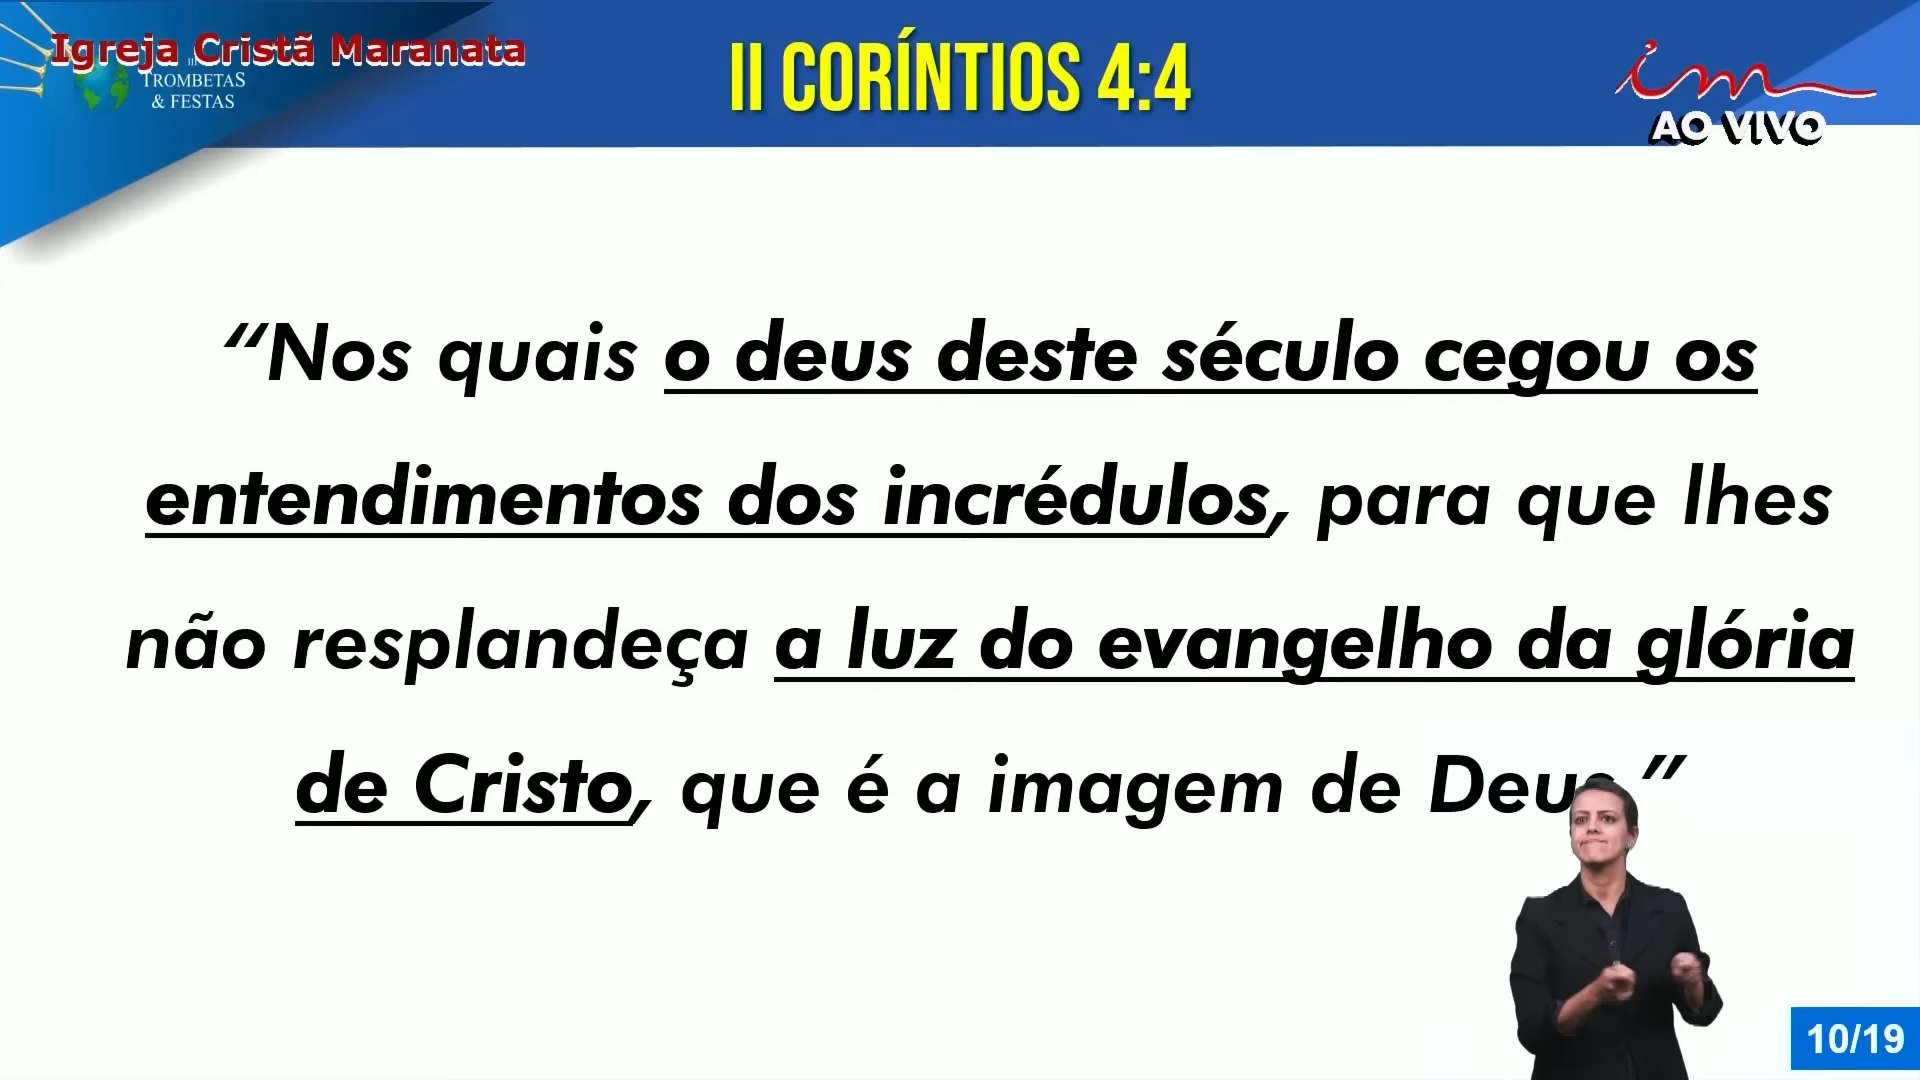 Igreja Cristã Maranata
TROMBETAS
& FESTAS
II CORÍNTIOS 4:4
im
AO VIVO
“Nos quais o deus deste século cegou os
entendimentos dos incrédulos, para que lhes
não resplandeça a luz do evangelho da glória
de Cristo, que é a imagem de Deus.”
10/19